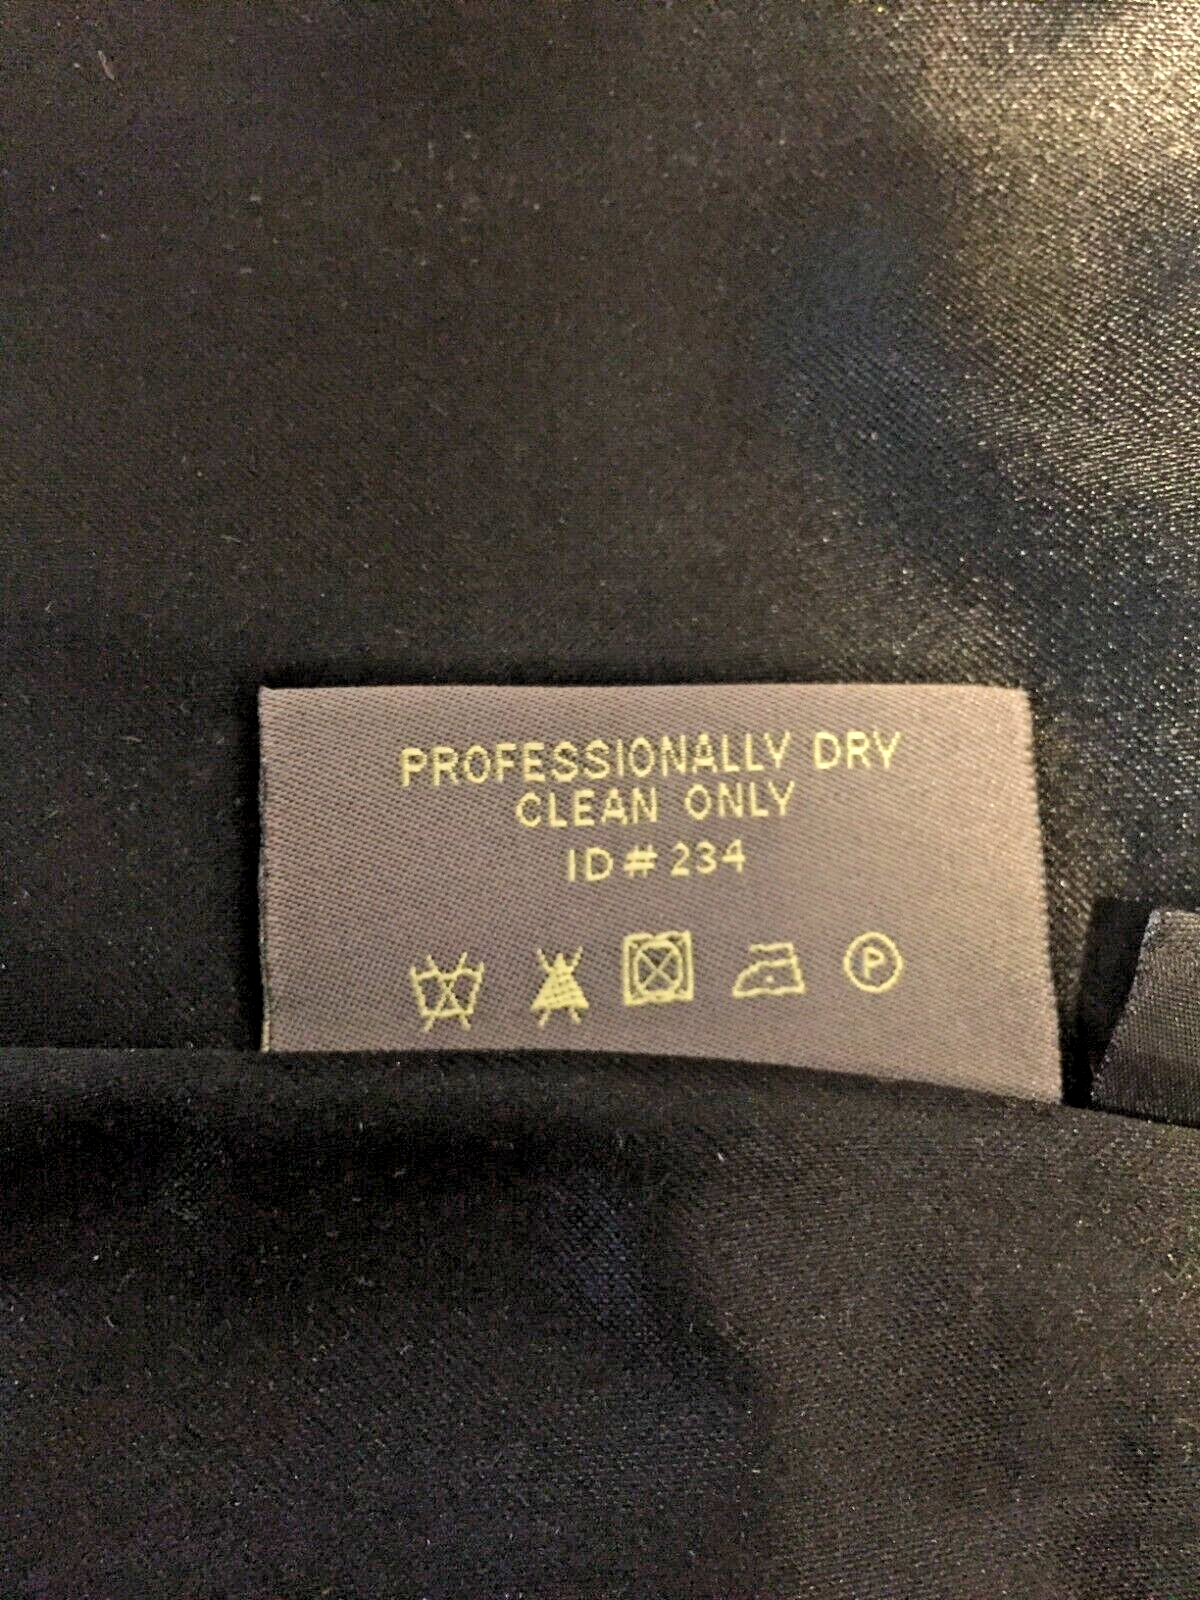 PROFESSIONALLY DRY
CLEAN ONLY
ID # 234
P